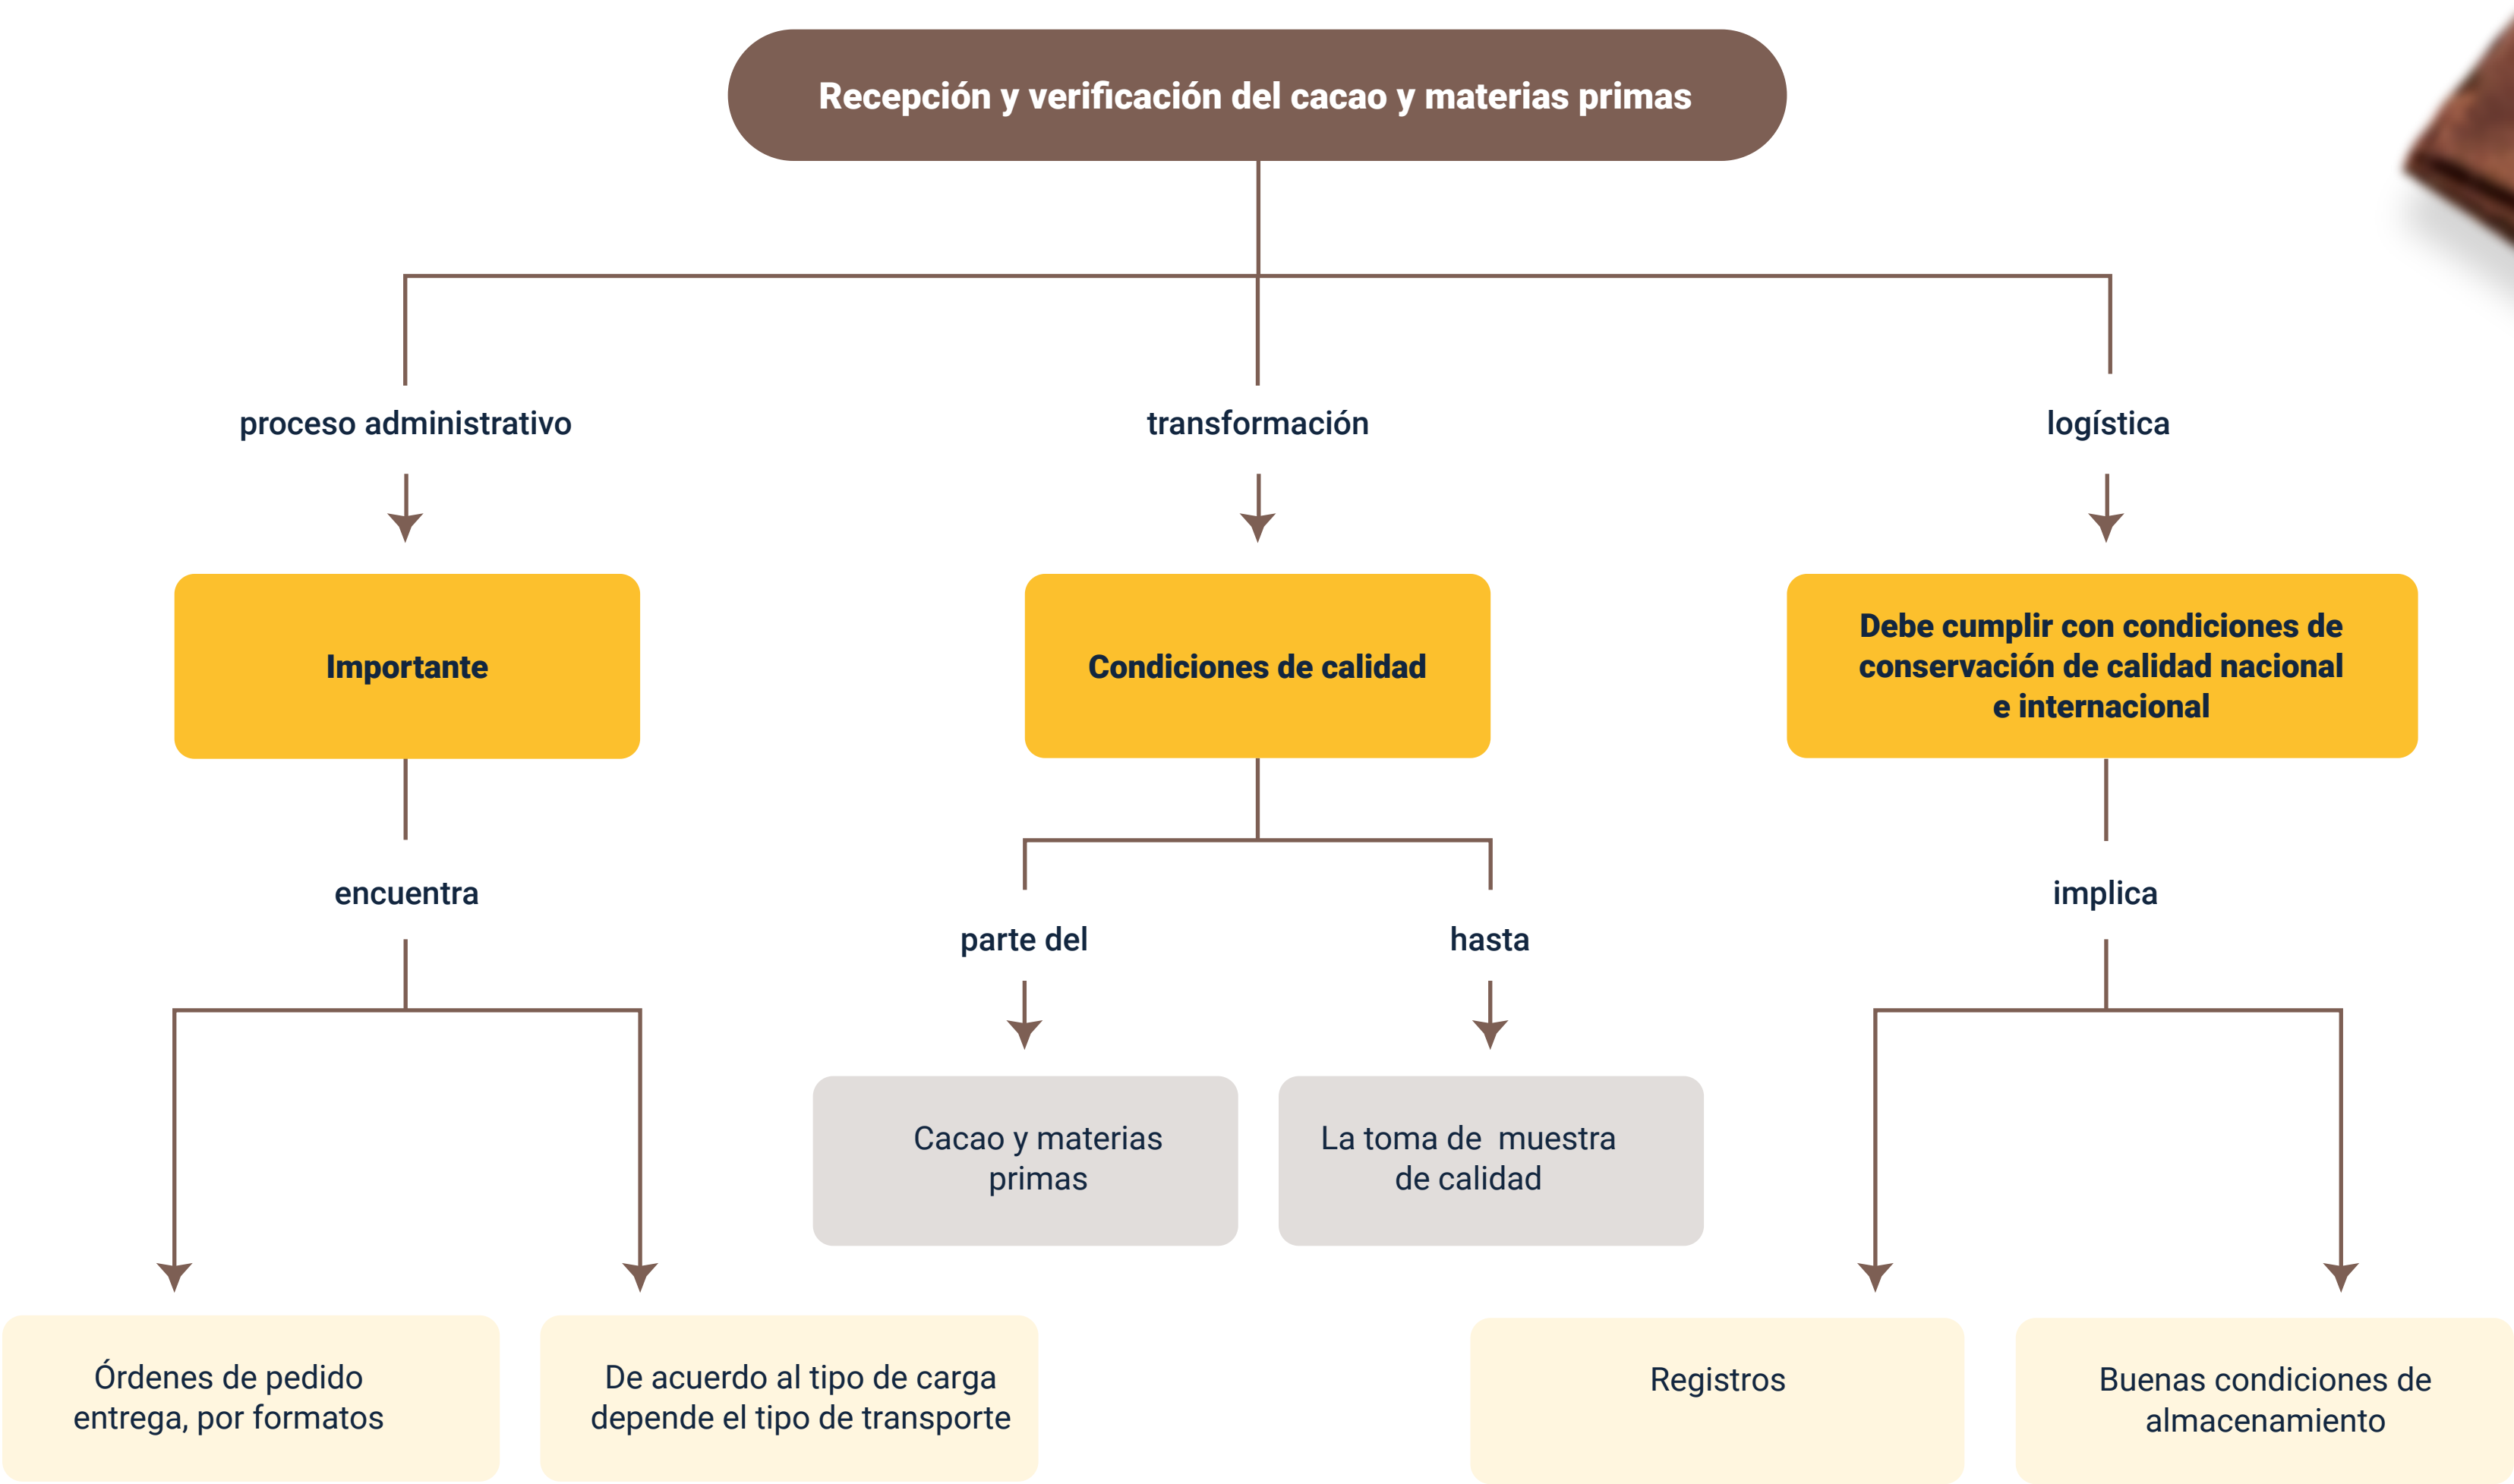 Recepción y verificación del cacao y materias primas
proceso administrativo
transformación
logística
Importante
Condiciones de calidad
Debe cumplir con condiciones de
conservación de calidad nacional
e internacional
encuentra
parte del
hasta
implica
Cacao y materias
primas
La toma de  muestra
de calidad
Órdenes de pedido
entrega, por formatos
De acuerdo al tipo de carga
depende el tipo de transporte
Registros
Buenas condiciones de
almacenamiento